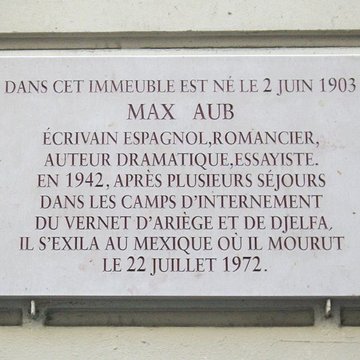 DANS CET IMMEUBLE EST NÉ LE 2 JUIN 1903
MAX AUB
ÉCRIVAIN ESPAGNOL,ROMANCIER,
AUTEUR DRAMATIQUE,ESSAYISTE.
EN 1942, APRÈS PLUSIEURS SÉJOURS
DANS LES CAMPS D'INTERNEMENT
DU VERNET D'ARIÈGE ET DE DJELFA,
IL S'EXILA AU MEXIQUE OÙ IL MOURUT
LE 22 JUILLET 1972.